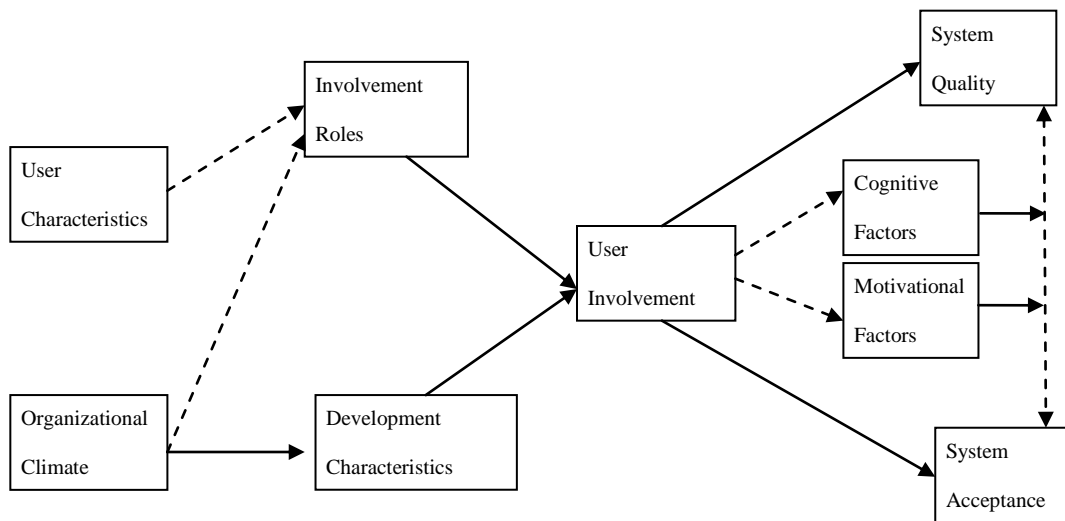 System
Quality
Involvement
Roles
User
Characteristics
Cognitive
Factors
User
Involvement
Motivational
Factors
Organizational
Climate
Development
Characteristics
System
Acceptance